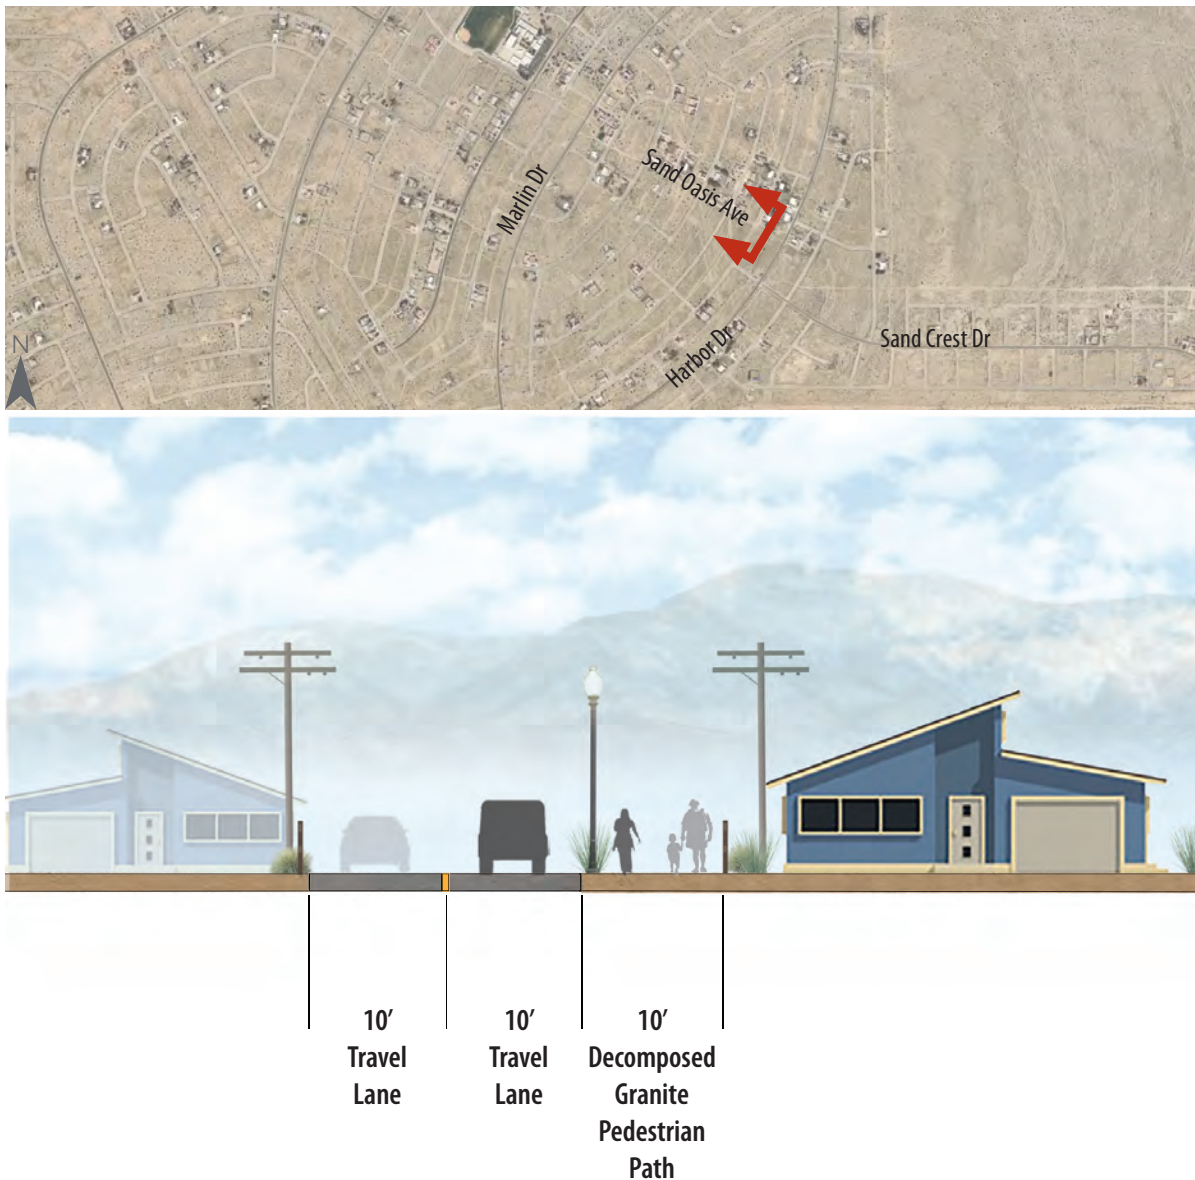 Marlin Dr
Sand Oasis Ave
Harbor Dr
Sand Crest Dr
N
10′
Travel
Lane
10′
Travel
Lane
10′
Decomposed
Granite
Pedestrian
Path